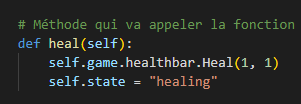 # Méthode qui va appeler la fonction
def heal(self):
    self.game.healthbar.Heal(1, 1)
    self.state = "healing"